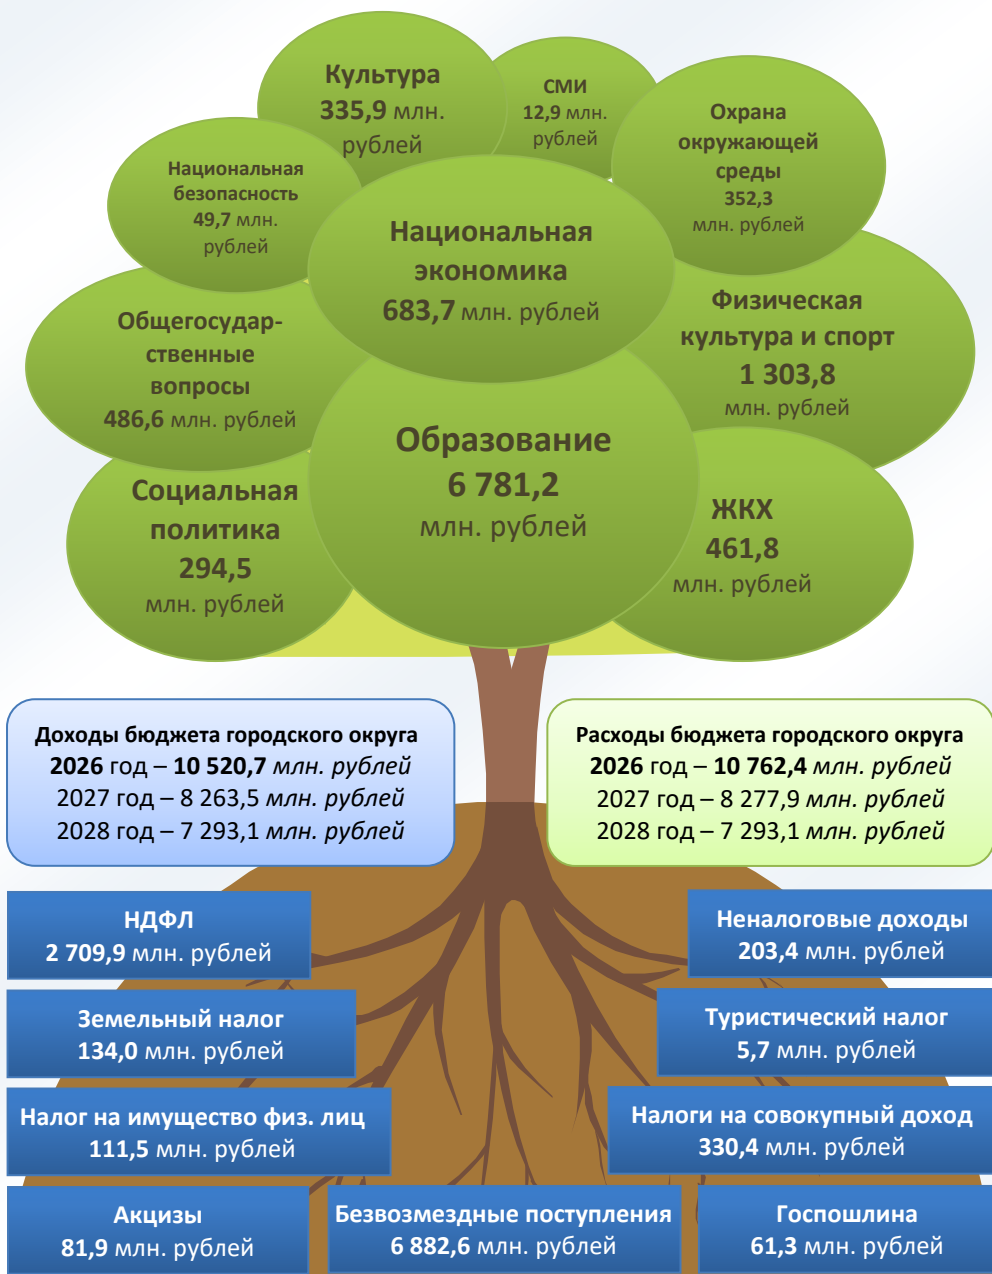 Культура
335,9 млн.
рублей
СМИ
12,9 млн.
рублей
Охрана
окружающей
среды
352,3
млн. рублей
Национальная
безопасность
49,7 млн.
рублей
Национальная
экономика
683,7 млн. рублей
Физическая
культура и спорт
1 303,8
млн. рублей
Общегосудар-
ственные
вопросы
486,6 млн. рублей
Образование
6 781,2
млн. рублей
Социальная
политика
294,5
млн. рублей
ЖКХ
461,8
млн. рублей
Доходы бюджета городского округа
2026 год – 10 520,7 млн. рублей
2027 год – 8 263,5 млн. рублей
2028 год – 7 293,1 млн. рублей
Расходы бюджета городского округа
2026 год – 10 762,4 млн. рублей
2027 год – 8 277,9 млн. рублей
2028 год – 7 293,1 млн. рублей
НДФЛ
2 709,9 млн. рублей
Неналоговые доходы
203,4 млн. рублей
Земельный налог
134,0 млн. рублей
Туристический налог
5,7 млн. рублей
Налог на имущество физ. лиц
111,5 млн. рублей
Налоги на совокупный доход
330,4 млн. рублей
Акцизы
81,9 млн. рублей
Безвозмездные поступления
6 882,6 млн. рублей
Госпошлина
61,3 млн. рублей